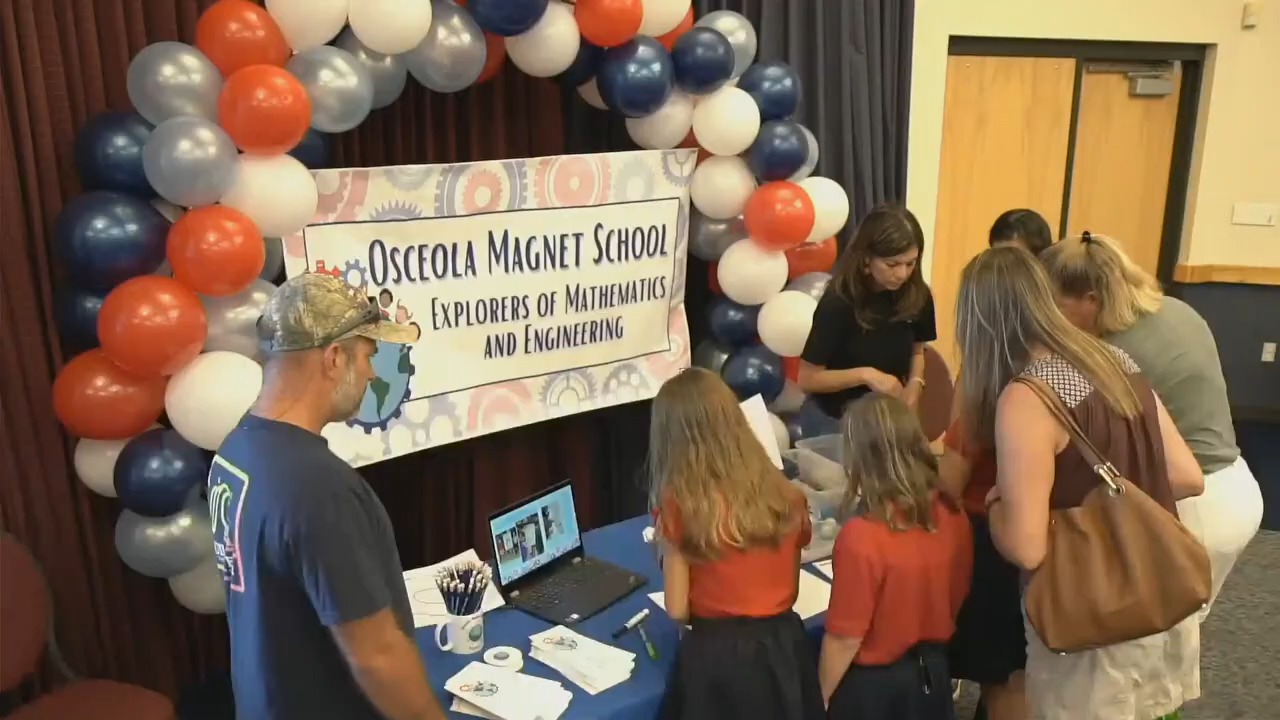 OSCEOLA MAGNET SCHOOL
EXPLORERS OF MATHEMATICS
AND ENGINEERING